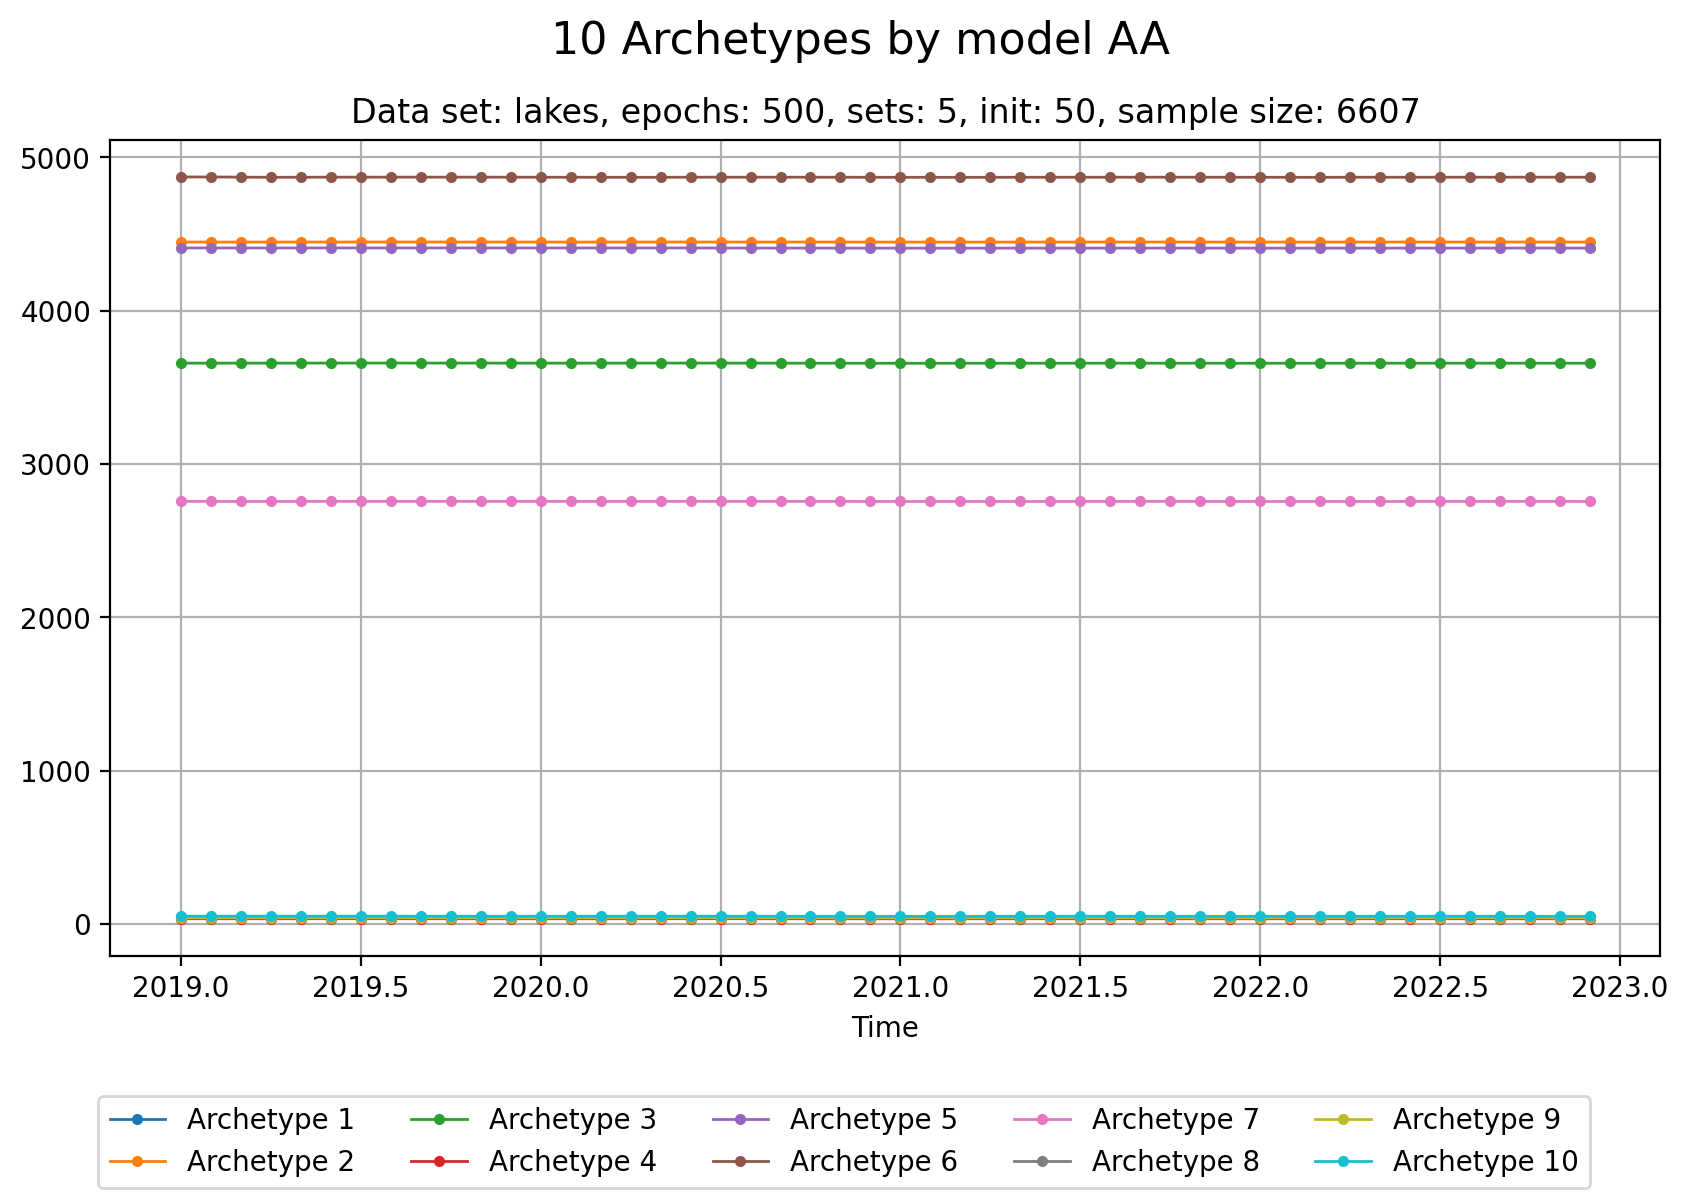 10 Archetypes by model AA
Data set: lakes, epochs: 500, sets: 5, init: 50, sample size: 6607
5000
4000
3000
2000
1000
0
2019.0 2019.5 2020.0 2020.5 2021.0 2021.5 2022.0 2022.5 2023.0
Time
Archetype 1 Archetype 3 Archetype 5 Archetype 7 Archetype 9
Archetype 2 Archetype 4 Archetype 6 Archetype 8 Archetype 10